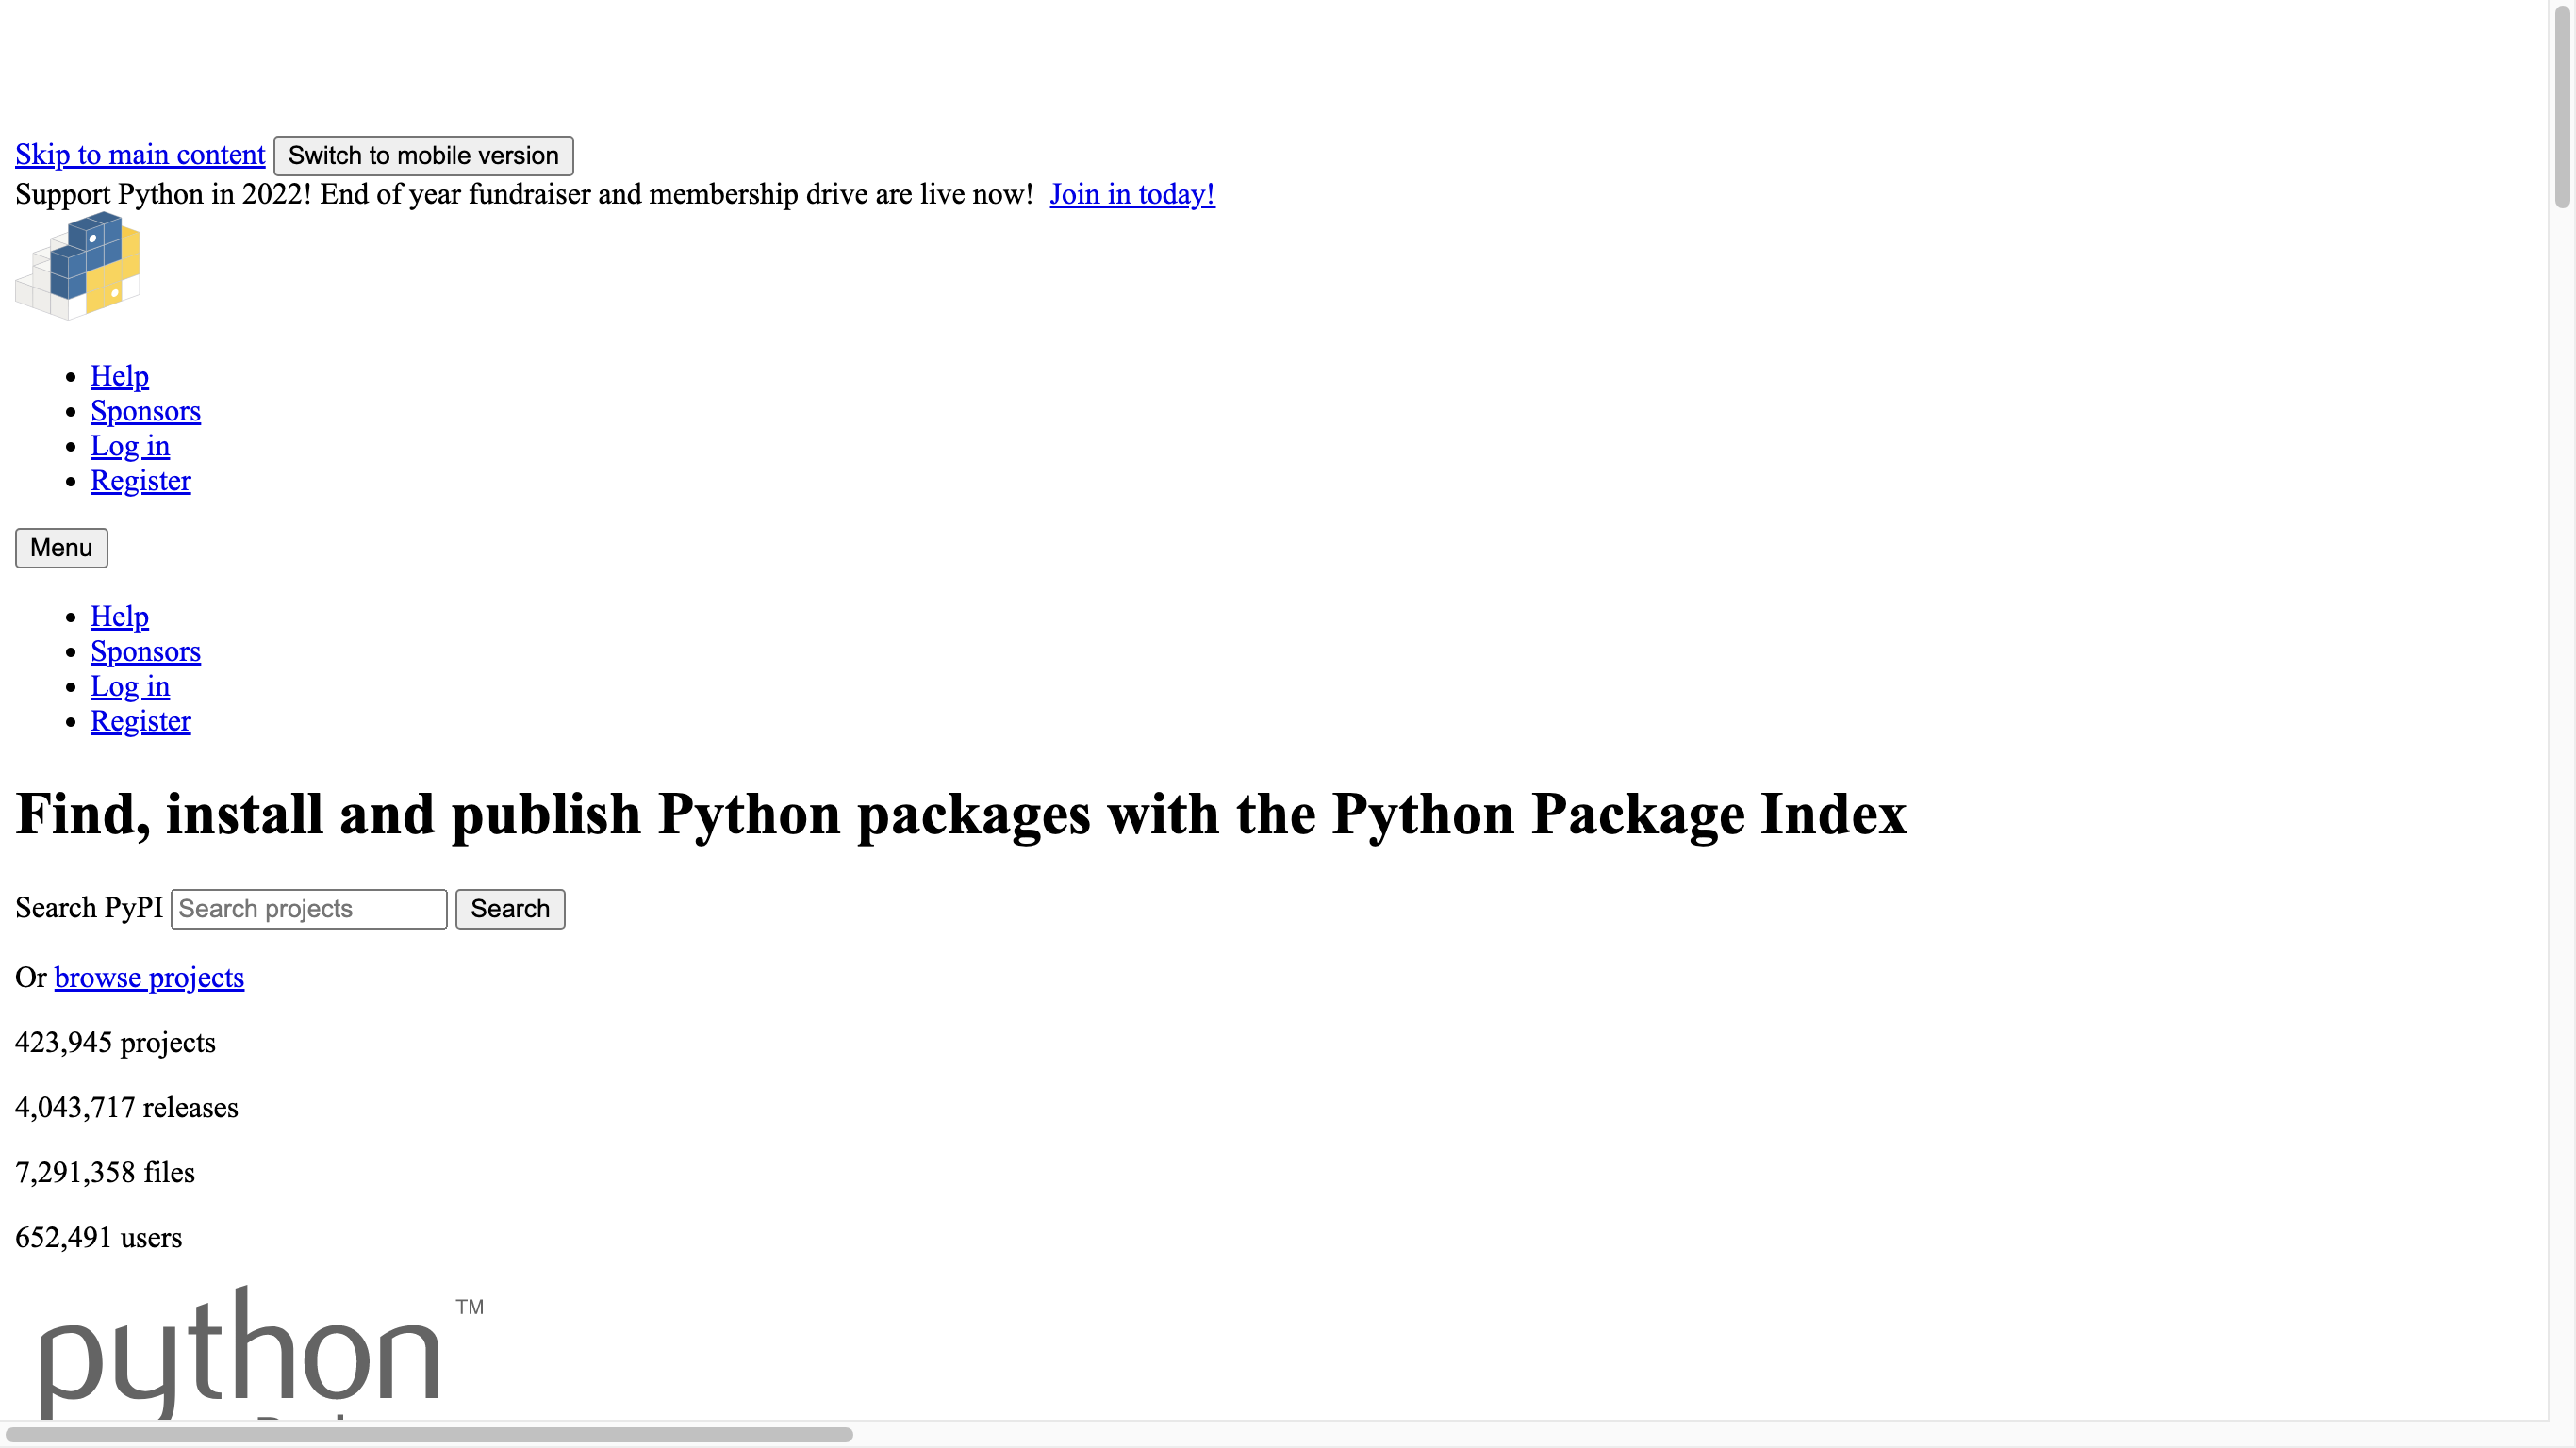 Skip to main content Switch to mobile version
Support Python in 2022! End of year fundraiser and membership drive are live now! Join in today!
Help
Sponsors
Log in
Register
Menu
Help
Sponsors
Log in
Register
Find, install and publish Python packages with the Python Package Index
Search PyPI Search projects Search
Or browse projects
423,945 projects
4,043,717 releases
7,291,358 files
652,491 users
python TM